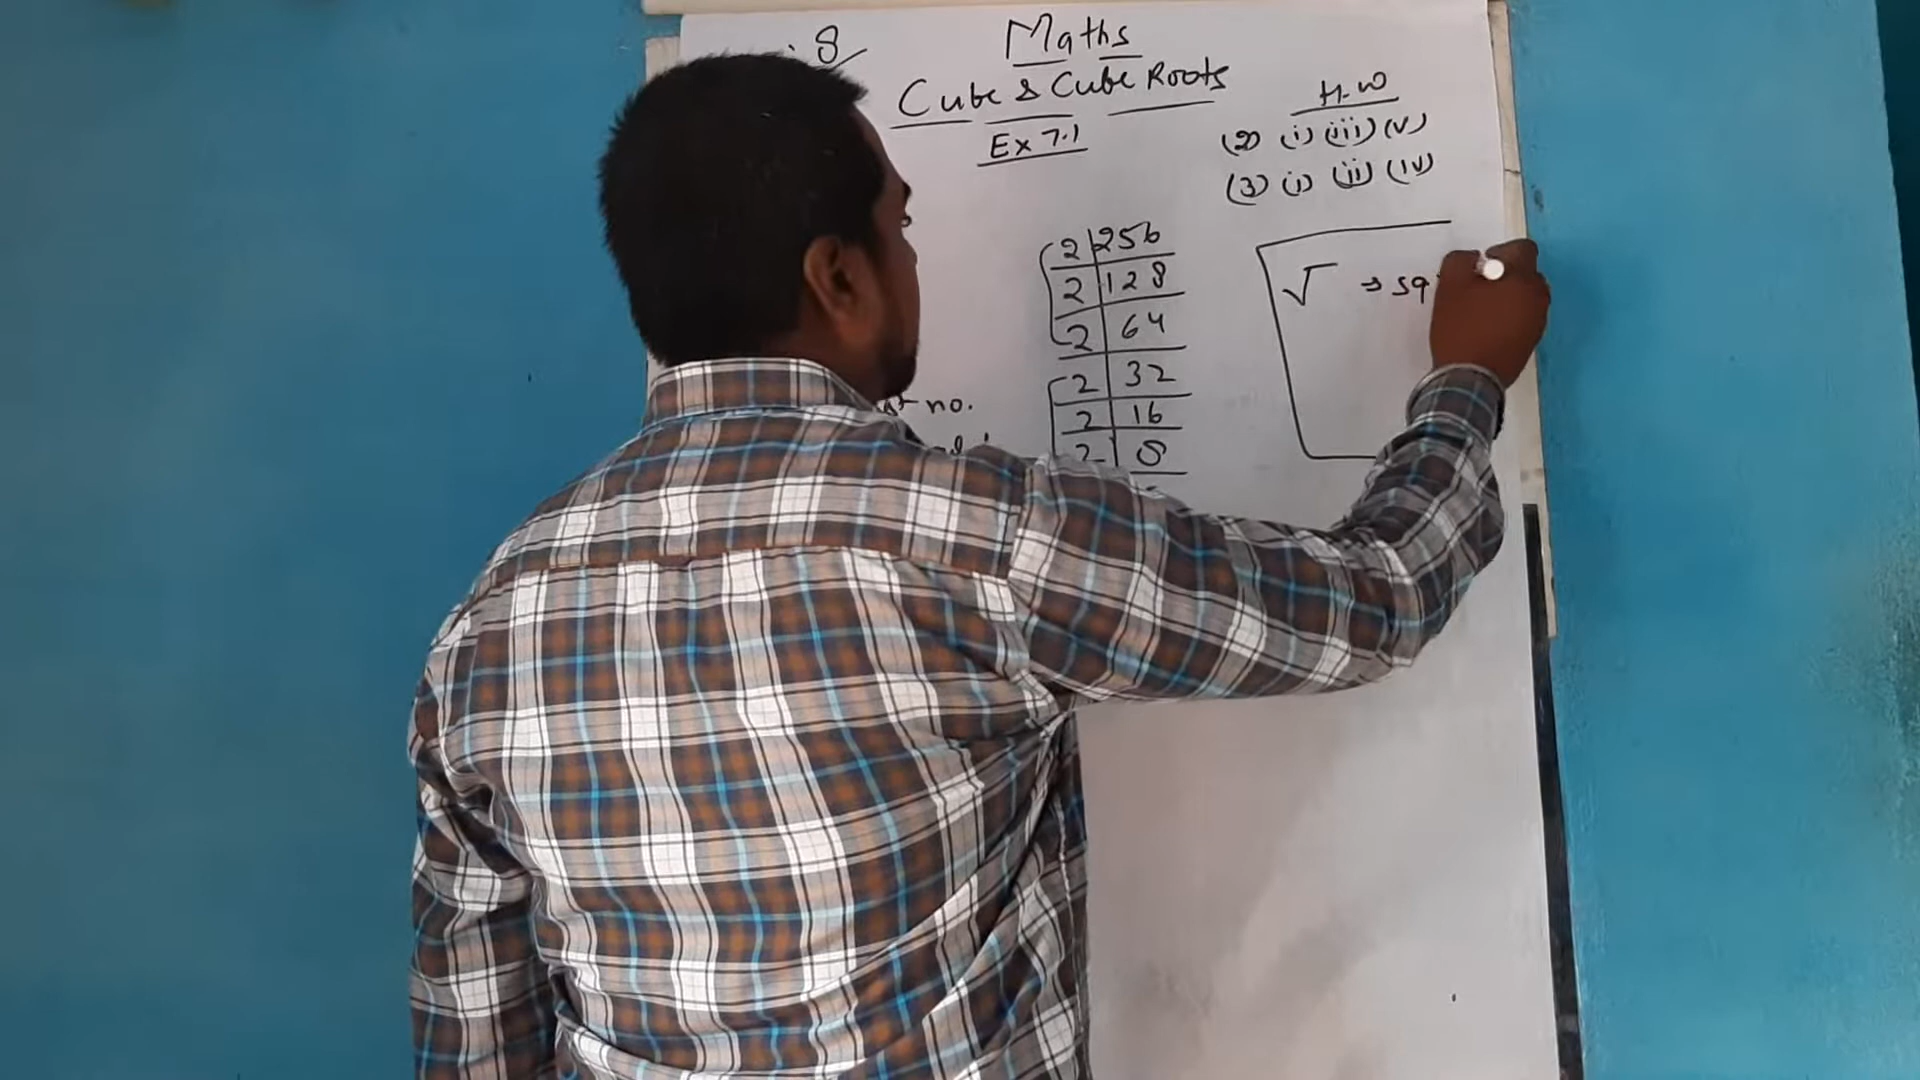 8
Maths
Cube & Cube Roots
Ex 7.1
H.W
(2) (i) (iii) (v)
(3) (i) (ii) (iv)
2 256
2 128
2 64
2 32
2 16
2 8
√ → sq
no.